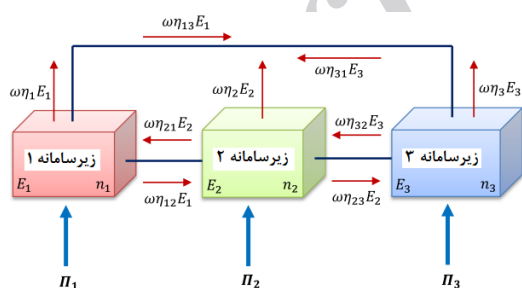 ωη₁₃E₁
ωη₃₁E₃
ωη₁E₁
ωη₂₁E₂
ωη₂E₂
ωη₃₂E₃
ωη₃E₃
زیرسامانه ۱
زیرسامانه ۲
زیرسامانه ۳
E₁ n₁
ωη₁₂E₁
E₂ n₂
ωη₂₃E₂
E₃ n₃
Π₁
Π₂
Π₃